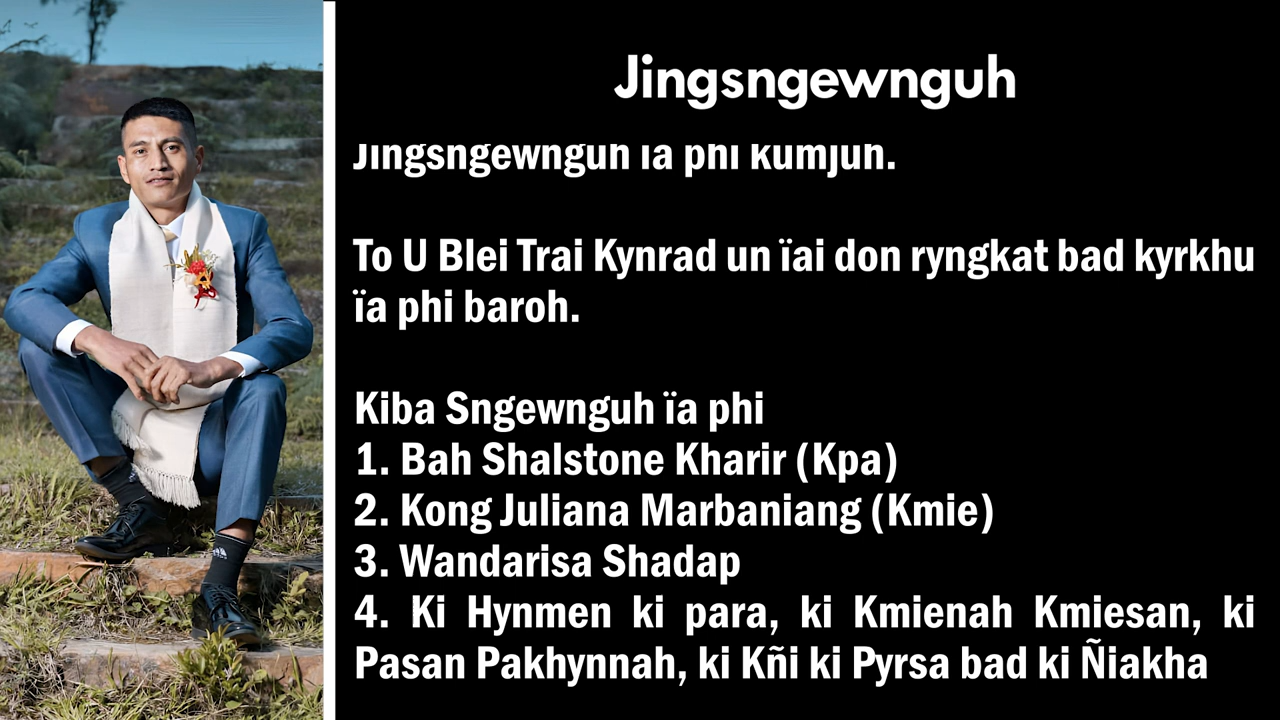 Jingsngewnguh
Jingsngewnguh ïa phi kumjuh.
To U Blei Trai Kynrad un ïai don ryngkat bad kyrkhu
ïa phi baroh.
Kiba Sngewnguh ïa phi
1. Bah Shalstone Kharir (Kpa)
2. Kong Juliana Marbaniang (Kmie)
3. Wandarisa Shadap
4. Ki Hynmen ki para, ki Kmienah Kmiesan, ki
Pasan Pakhynnah, ki Kñi ki Pyrsa bad ki Ñiakha